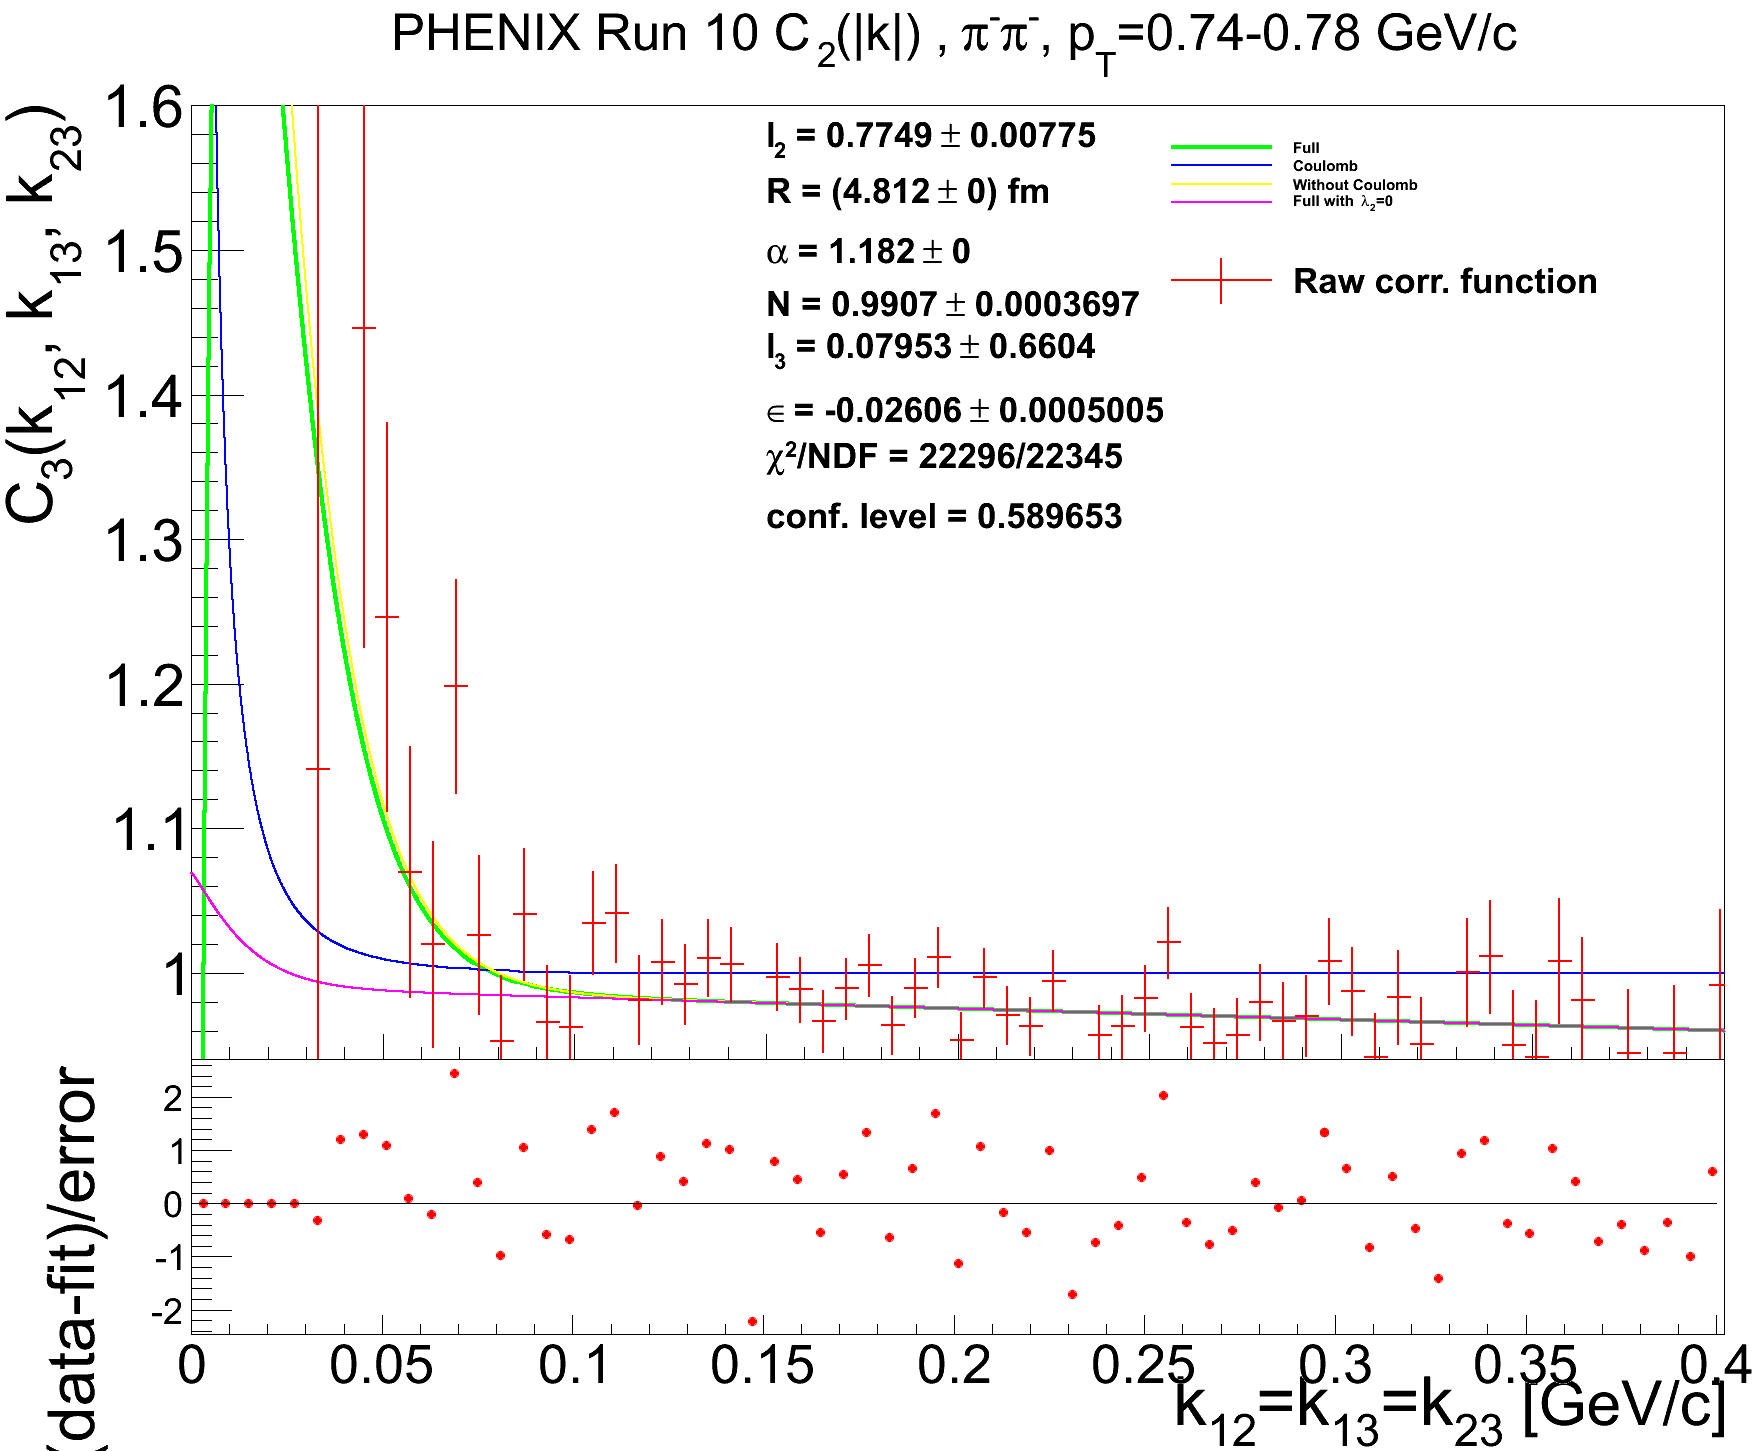 PHENIX Run 10 C2(|k|) , π-π-, pT=0.74-0.78 GeV/c
C3(k12, k13, k23)
1.6
1.5
1.4
1.3
1.2
1.1
1
l2 = 0.7749 ± 0.00775
R = (4.812 ± 0) fm
α = 1.182 ± 0
N = 0.9907 ± 0.0003697
l3 = 0.07953 ± 0.6604
∈ = -0.02606 ± 0.0005005
χ2/NDF = 22296/22345
conf. level = 0.589653
Full
Coulomb
Without Coulomb
Full with λ2=0
Raw corr. function
(data-fit)/error
2
1
0
-1
-2
0 0.05 0.1 0.15 0.2 0.25 0.3 0.35 0.4
k12=k13=k23 [GeV/c]